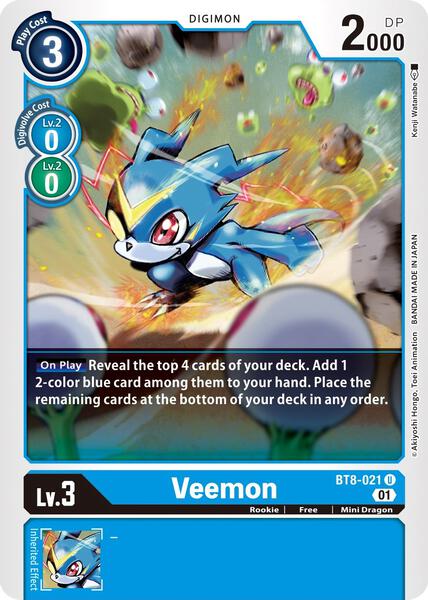 Play Cost
3
DIGIMON
2000
DP
Digivolve Cost
Lv.2
0
Lv.2
0
Kenji Watanabe
©Akiyoshi Hongo, Toei Animation BANDAI MADE IN JAPAN
On Play Reveal the top 4 cards of your deck. Add 1
2-color blue card among them to your hand. Place the
remaining cards at the bottom of your deck in any order.
Lv.3
Veemon
BT8-021 U
01
Rookie | Free | Mini Dragon
Inherited Effect
–